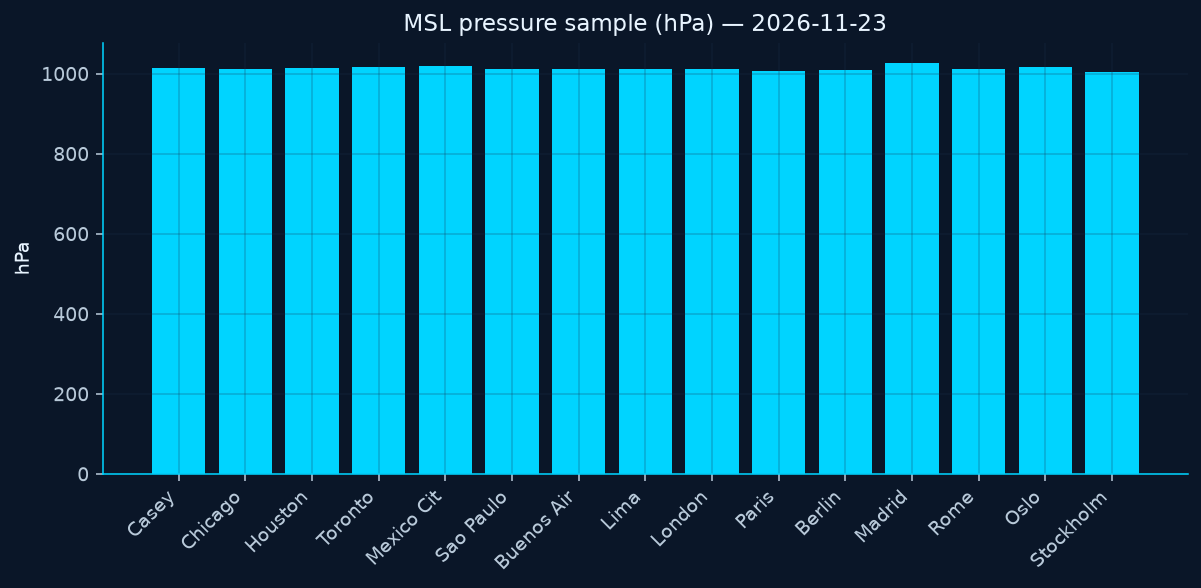 MSL pressure sample (hPa) — 2026-11-23
hPa
1000
800
600
400
200
0
Casey
Chicago
Houston
Toronto
Mexico Cit
Sao Paulo
Buenos Air
Lima
London
Paris
Berlin
Madrid
Rome
Oslo
Stockholm